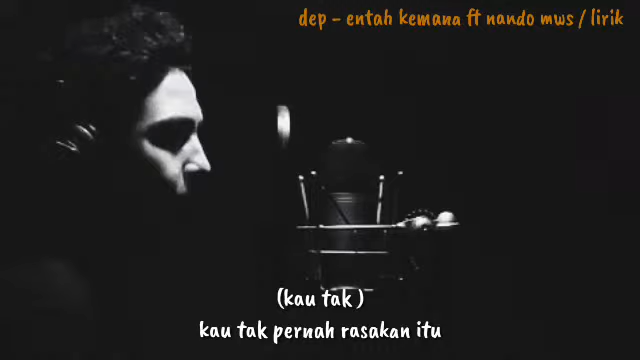 dep - entah kemana ft nando mws / lirik
(kau tak )
kau tak pernah rasakan itu